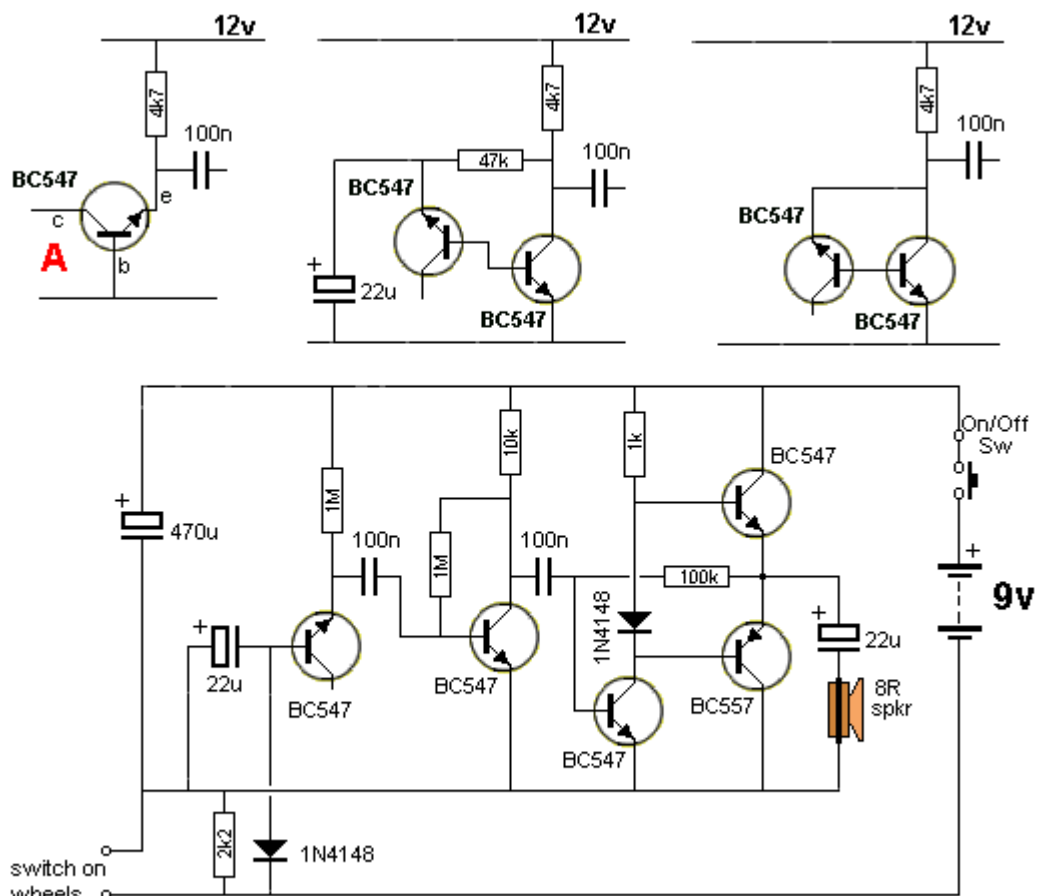 12v
4k7
100n
BC547
c
e
b
A
12v
4k7
47k
100n
BC547
+
22u
BC547
12v
4k7
100n
BC547
BC547
On/Off
Sw
1M
10k
1k
BC547
+
470u
100n
1M
100n
100k
+
9v
+
22u
1N4148
+
22u
BC547
BC547
BC557
8R
spkr
BC547
2k2
1N4148
switch on
wheels